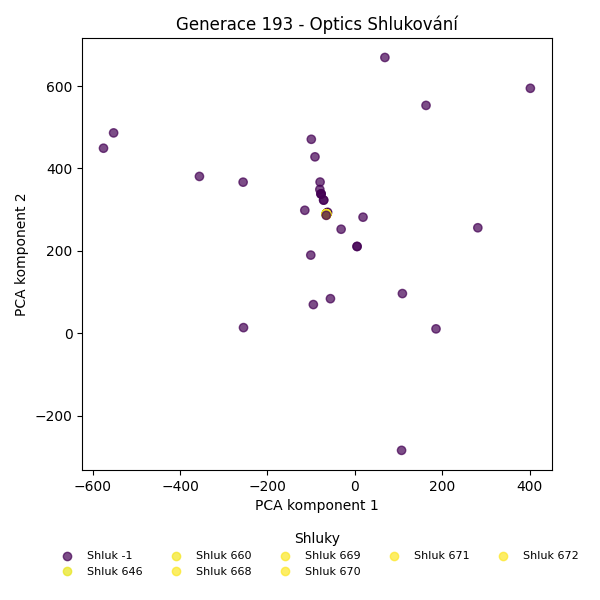 Generace 193 - Optics Shlukování
PCA komponent 2
600
400
200
0
−200
−600 −400 −200 0 200 400
PCA komponent 1
Shluky
Shluk -1 Shluk 660 Shluk 669 Shluk 671 Shluk 672
Shluk 646 Shluk 668 Shluk 670